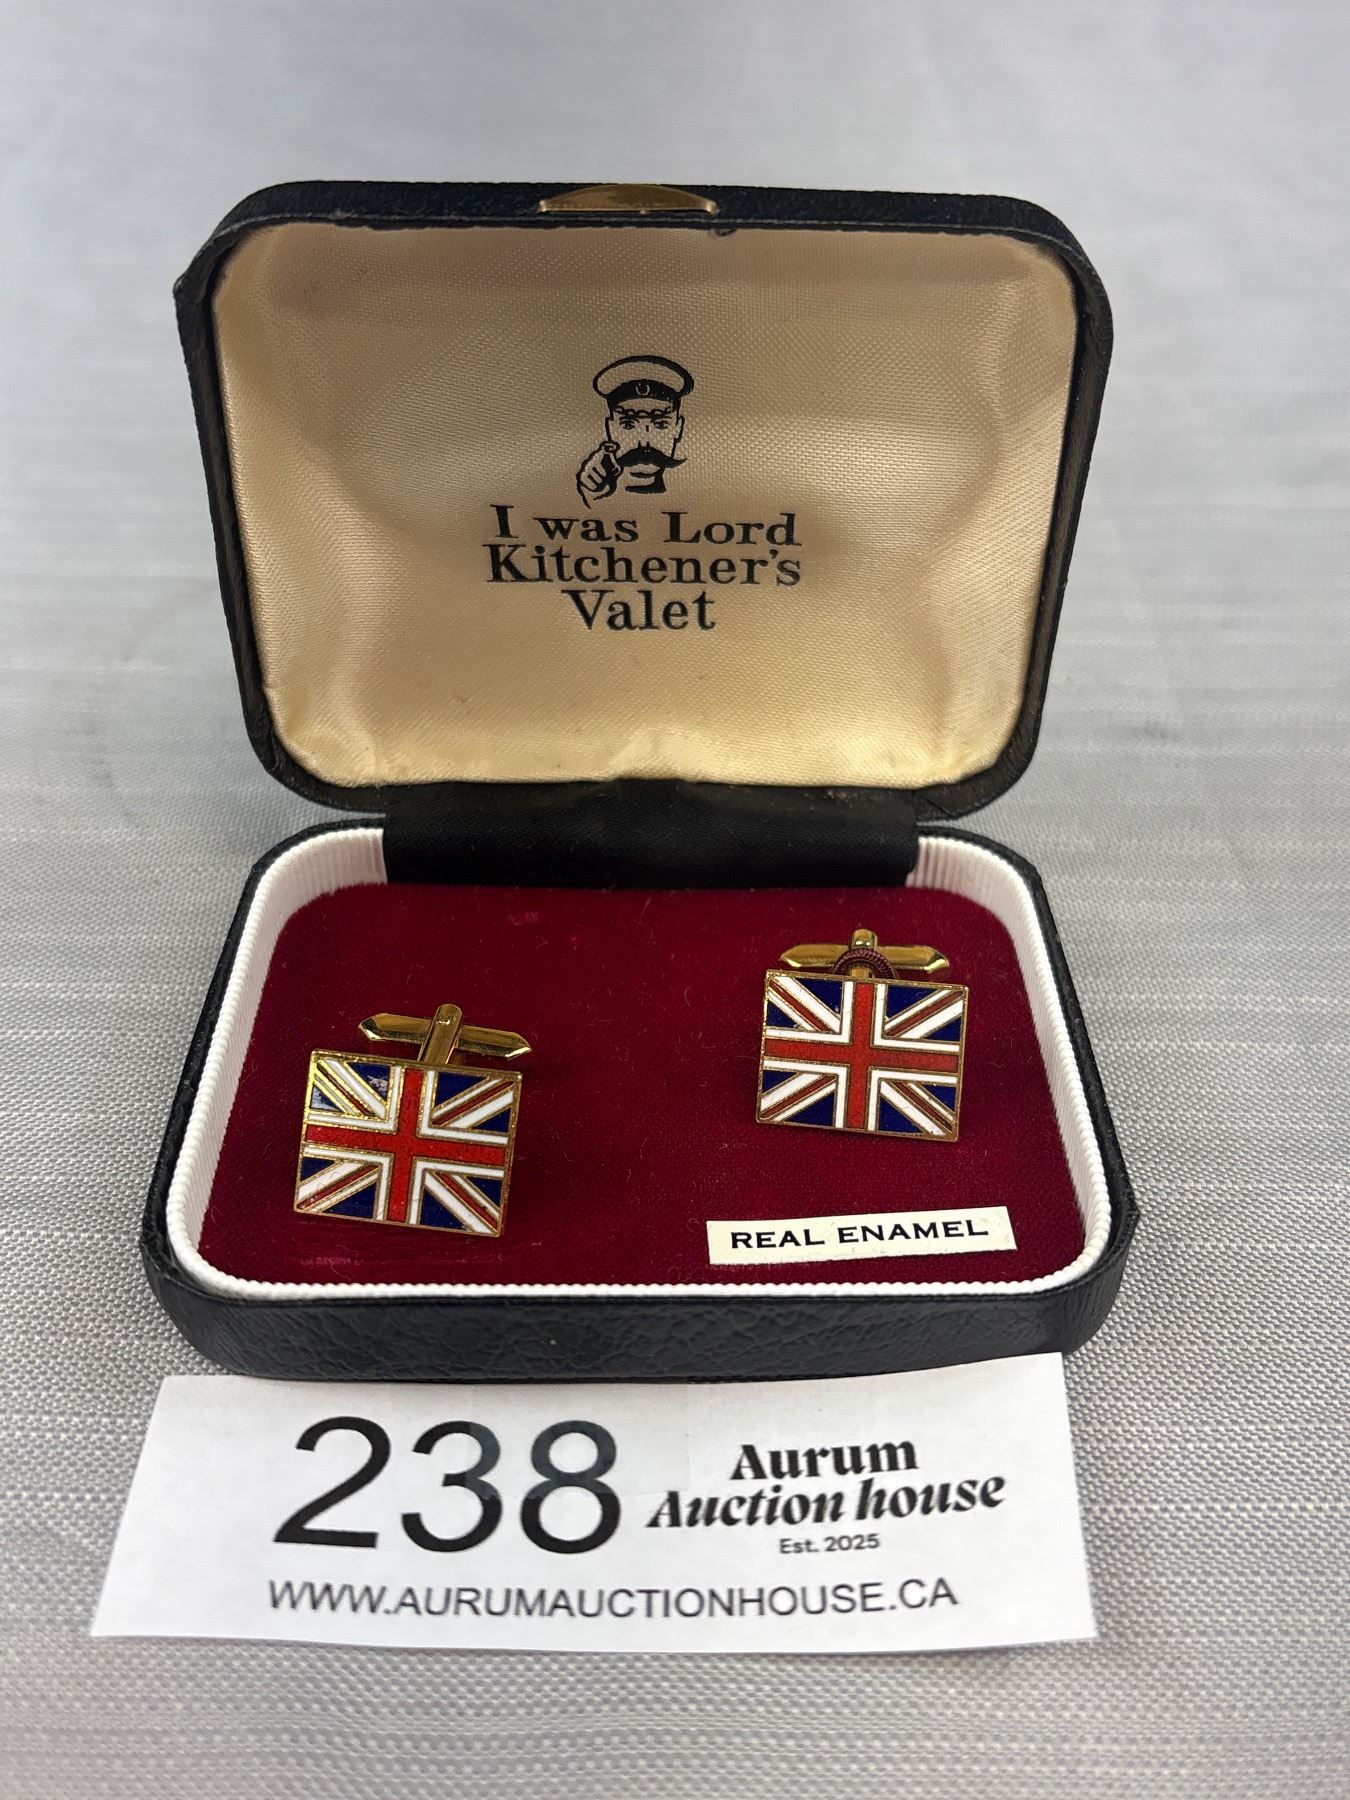 I was Lord
Kitchener's
Valet
REAL ENAMEL
238
Aurum
Auction house
Est. 2025
WWW.AURUMAUCTIONHOUSE.CA